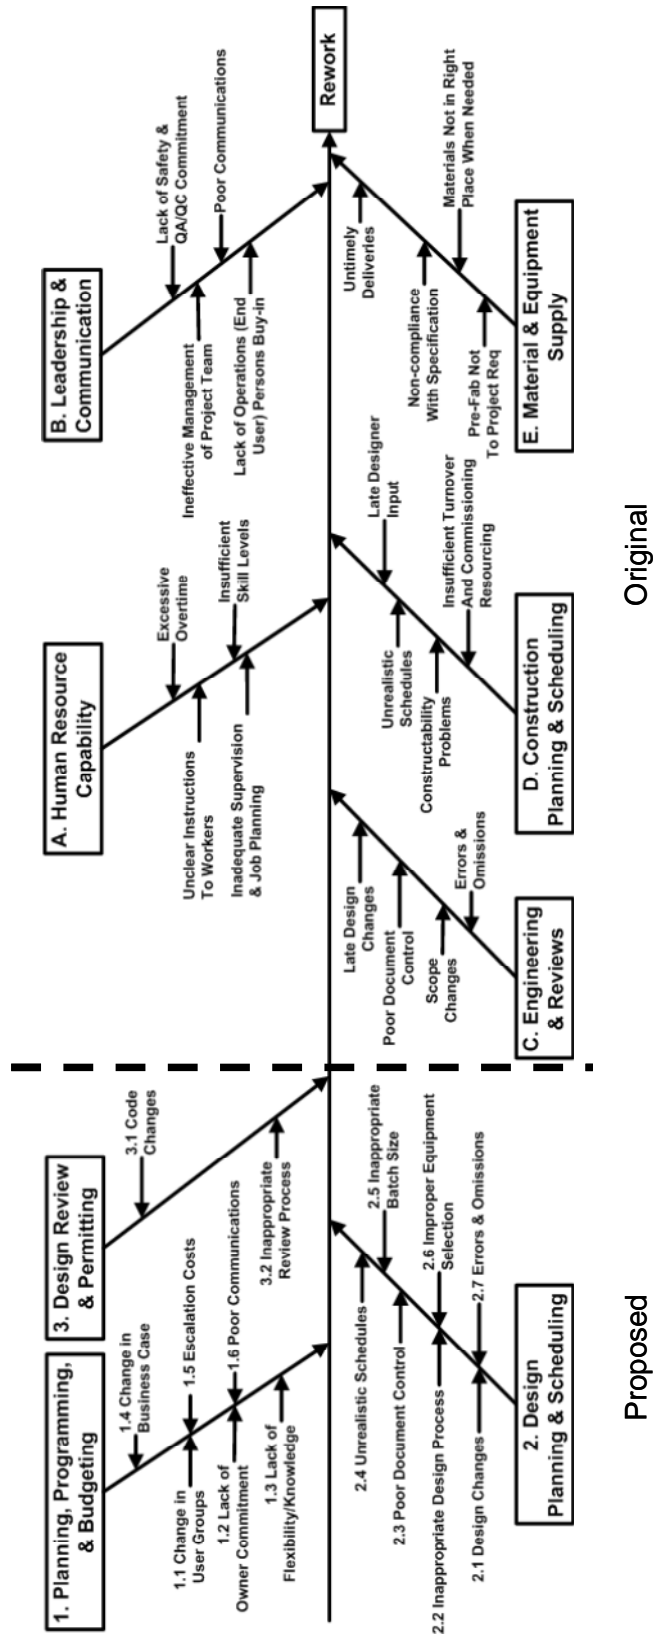 1. Planning, Programming,
& Budgeting
1.4 Change in
Business Case
1.5 Escalation Costs
1.6 Poor Communications
1.1 Change in
User Groups
1.2 Lack of
Owner Commitment
1.3 Lack of
Flexibility/Knowledge
3. Design Review
& Permitting
3.1 Code
Changes
3.2 Inappropriate
Review Process
A. Human Resource
Capability
Excessive
Overtime
Insufficient
Skill Levels
Unclear Instructions
To Workers
Inadequate Supervision
& Job Planning
B. Leadership &
Communication
Lack of Safety &
QA/QC Commitment
Poor Communications
Ineffective Management
of Project Team
Lack of Operations (End
User) Persons Buy-in
Rework
2.4 Unrealistic Schedules
2.3 Poor Document Control
2.2 Inappropriate Design Process
2.1 Design Changes
2.5 Inappropriate
Batch Size
2.6 Improper Equipment
Selection
2.7 Errors & Omissions
2. Design
Planning & Scheduling
Late Design
Changes
Poor Document
Control
Scope
Changes
Errors &
Omissions
C. Engineering
& Reviews
Late Designer
Input
Unrealistic
Schedules
Constructability
Problems
Insufficient Turnover
And Commissioning
Resourcing
D. Construction
Planning & Scheduling
Untimely
Deliveries
Non-compliance
With Specification
Materials Not in Right
Place When Needed
Pre-Fab Not
To Project Req
E. Material & Equipment
Supply
Proposed
Original